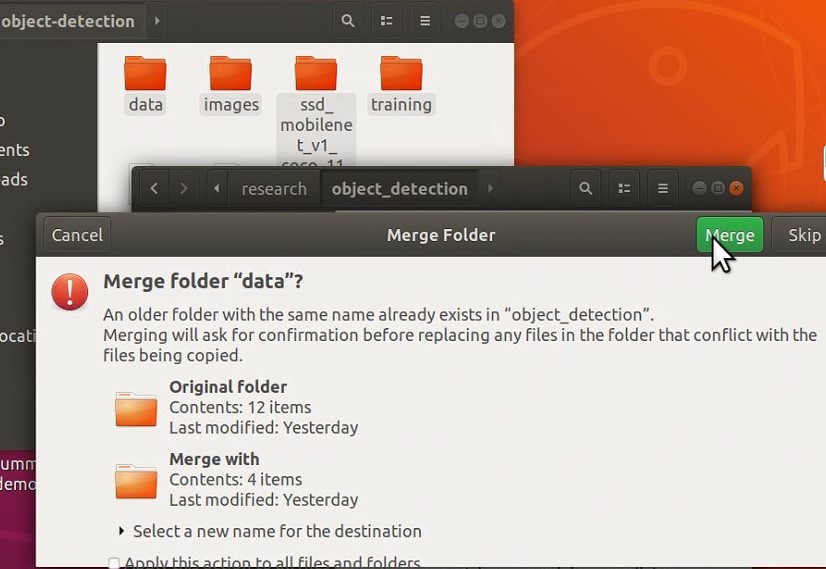 object-detection
data
images
ssd_
mobilene
t_v1_
training
ents
ads
research
object_detection
Cancel
Merge Folder
Merge
Skip
Merge folder “data”?
An older folder with the same name already exists in “object_detection”.
Merging will ask for confirmation before replacing any files in the folder that conflict with the
files being copied.
Original folder
Contents: 12 items
Last modified: Yesterday
Merge with
Contents: 4 items
Last modified: Yesterday
Select a new name for the destination
Apply this action to all files and folders
ocati
umm
demo